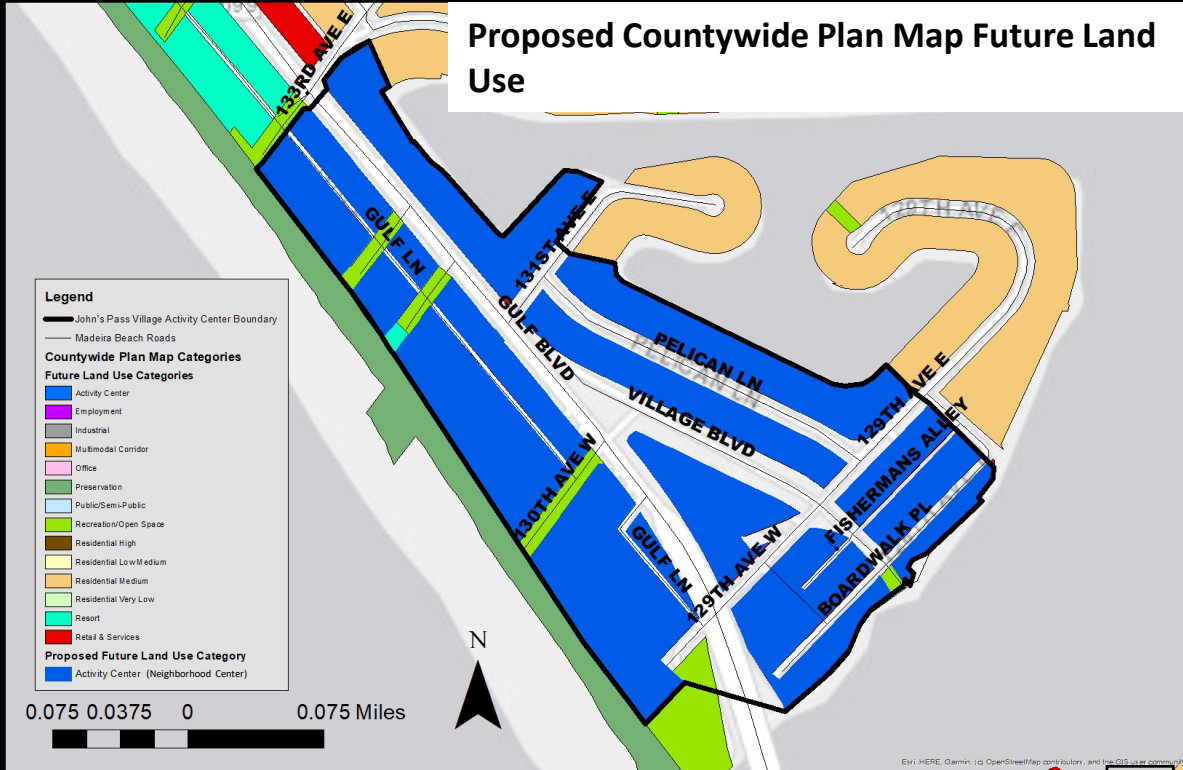 Proposed Countywide Plan Map Future Land
Use
133RD AVE E
GULF LN
131ST AVE E
GULF BLVD
PELICAN LN
PELICAN LN
VILLAGE BLVD
129TH AVE E
129TH AVE E
FISHERMANS ALLEY
BOARDWALK PL
130TH AVE W
GULF LN
129TH AVE W
Legend
John's Pass Village Activity Center Boundary
Madeira Beach Roads
Countywide Plan Map Categories
Future Land Use Categories
Activity Center
Employment
Industrial
Multimodal Corridor
Office
Preservation
Public/Semi-Public
Recreation/Open Space
Residential High
Residential Low Medium
Residential Medium
Residential Very Low
Resort
Retail & Services
Proposed Future Land Use Category
Activity Center (Neighborhood Center)
N
0.075 0.0375 0 0.075 Miles
Esri, HERE, Garmin, (c) OpenStreetMap contributors, and the GIS user communit